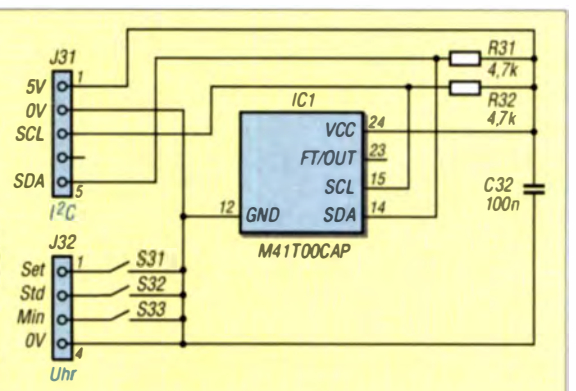 J31
R31
4,7k
R32
4,7k
5V
1
0V
SCL
SDA
5
I²C
IC1
VCC
24
FT/OUT
23
SCL
15
SDA
14
12
GND
M41T00CAP
C32
100n
J32
Set
1
S31
Std
S32
Min
S33
0V
4
Uhr